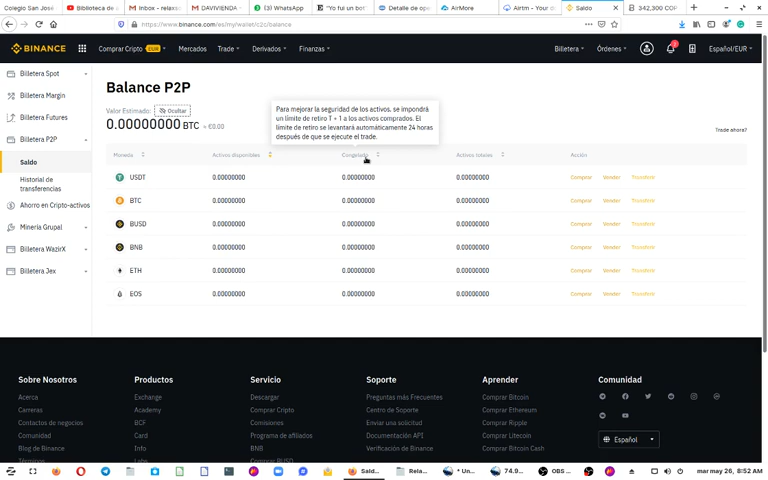 Colegio San José
Biblioteca de a
Inbox - relaxsc
DAVIVIENDA -
(3) WhatsApp
"Yo fui un bot
Detalle de ope
AirMore
Airtm - Your d
Saldo
342,300 COP
https://www.binance.com/es/my/wallet/c2c/balance
BINANCE
Comprar Cripto
EUR
Mercados
Trade
Derivados
Finanzas
Billetera
Órdenes
Español/EUR
Billetera Spot
Billetera Margin
Billetera Futures
Billetera P2P
Saldo
Historial de
transferencias
Ahorro en Cripto-activos
Minería Grupal
Billetera WazirX
Billetera Jex
Balance P2P
Valor Estimado:
Ocultar
0.00000000 BTC ≈ €0.00
Para mejorar la seguridad de los activos, se impondrá
un límite de retiro T + 1 a los activos comprados. El
límite de retiro se levantará automáticamente 24 horas
después de que se ejecute el trade.
Trade ahora?
Moneda Activos disponibles Congelado Activos totales Acción
USDT 0.00000000 0.00000000 0.00000000 Comprar Vender Transferir
BTC 0.00000000 0.00000000 0.00000000 Comprar Vender Transferir
BUSD 0.00000000 0.00000000 0.00000000 Comprar Vender Transferir
BNB 0.00000000 0.00000000 0.00000000 Comprar Vender Transferir
ETH 0.00000000 0.00000000 0.00000000 Comprar Vender Transferir
EOS 0.00000000 0.00000000 0.00000000 Comprar Vender Transferir
Sobre Nosotros
Acerca
Carreras
Contactos de negocios
Comunidad
Blog de Binance
Términos
Productos
Exchange
Academy
BCF
Card
Info
Labs
Servicio
Descargar
Comprar Cripto
Comisiones
Programa de afiliados
BNB
Comprar BUSD
Soporte
Preguntas más Frecuentes
Centro de Soporte
Enviar una solicitud
Documentación API
Verificación de Binance
Aprender
Comprar Bitcoin
Comprar Ethereum
Comprar Ripple
Comprar Litecoin
Comprar Bitcoin Cash
Comunidad
Español
Sald...
Rela...
* Un...
74.9...
OBS ...
mar may 26, 8:52 AM